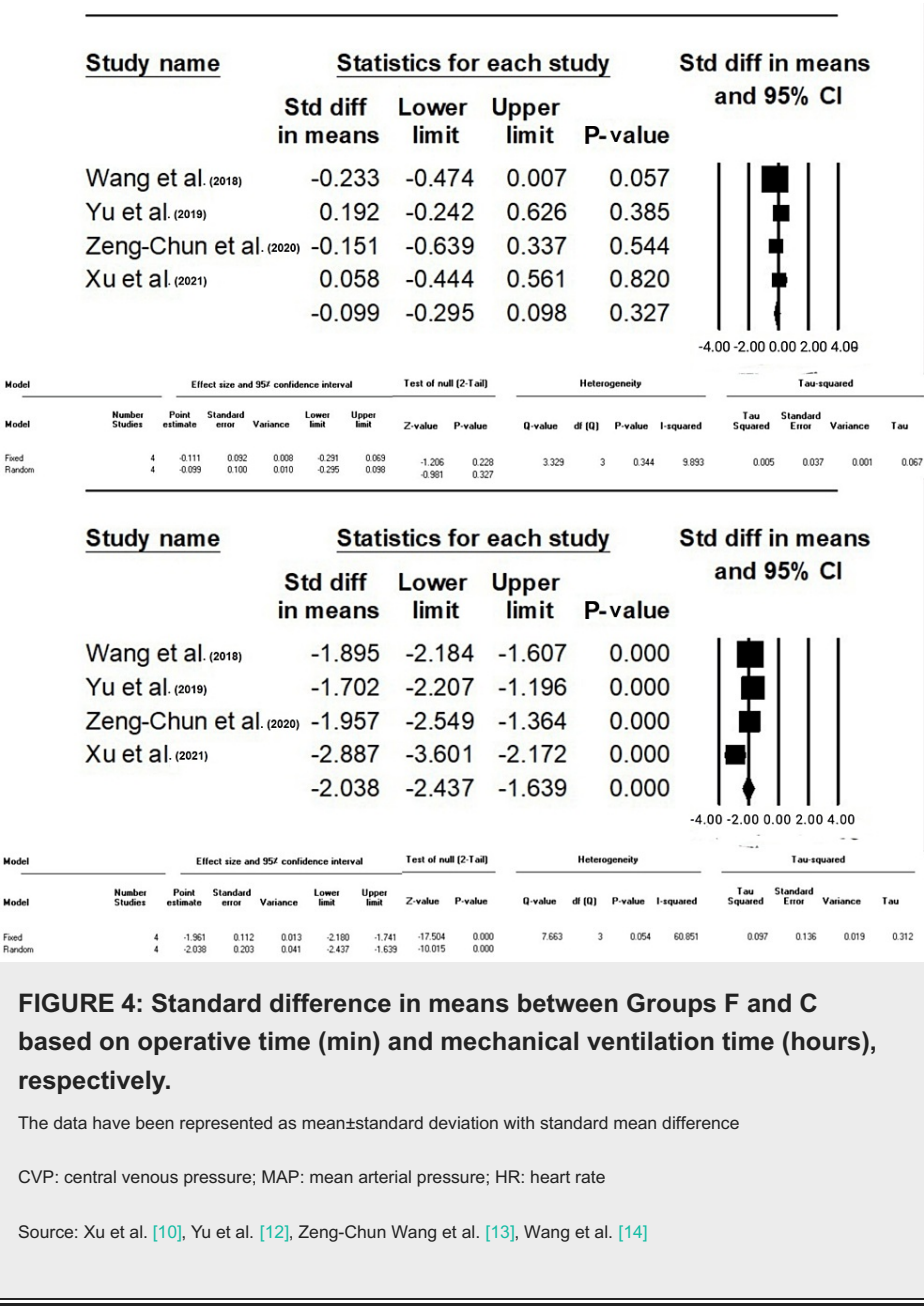 Study name Statistics for each study Std diff in means
and 95% CI
Std diff Lower Upper
in means limit limit P-value
Wang et al. (2018) -0.233 -0.474 0.007 0.057
Yu et al. (2019) 0.192 -0.242 0.626 0.385
Zeng-Chun et al. (2020) -0.151 -0.639 0.337 0.544
Xu et al. (2021) 0.058 -0.444 0.561 0.820
-0.099 -0.295 0.098 0.327
-4.00 -2.00 0.00 2.00 4.00
Model Effect size and 95% confidence interval Test of null (2-Tail) Heterogeneity Tau-squared
Model Number Studies Point estimate Standard error Variance Lower limit Upper limit Z-value P-value Q-value df (Q) P-value I-squared Tau Squared Standard Error Variance Tau
Fixed 4 -0.111 0.092 0.008 -0.291 0.069 -1.206 0.228 3.329 3 0.344 9.893 0.005 0.037 0.001 0.067
Random 4 -0.099 0.100 0.010 -0.295 0.098 -0.981 0.327
Study name Statistics for each study Std diff in means
and 95% CI
Std diff Lower Upper
in means limit limit P-value
Wang et al. (2018) -1.895 -2.184 -1.607 0.000
Yu et al. (2019) -1.702 -2.207 -1.196 0.000
Zeng-Chun et al. (2020) -1.957 -2.549 -1.364 0.000
Xu et al. (2021) -2.887 -3.601 -2.172 0.000
-2.038 -2.437 -1.639 0.000
-4.00 -2.00 0.00 2.00 4.00
Model Effect size and 95% confidence interval Test of null (2-Tail) Heterogeneity Tau-squared
Model Number Studies Point estimate Standard error Variance Lower limit Upper limit Z-value P-value Q-value df (Q) P-value I-squared Tau Squared Standard Error Variance Tau
Fixed 4 -1.961 0.112 0.013 -2.180 -1.741 -17.504 0.000 7.663 3 0.054 60.851 0.097 0.136 0.019 0.312
Random 4 -2.038 0.203 0.041 -2.437 -1.639 -10.015 0.000
FIGURE 4: Standard difference in means between Groups F and C
based on operative time (min) and mechanical ventilation time (hours),
respectively.
The data have been represented as mean±standard deviation with standard mean difference
CVP: central venous pressure; MAP: mean arterial pressure; HR: heart rate
Source: Xu et al. [10], Yu et al. [12], Zeng-Chun Wang et al. [13], Wang et al. [14]